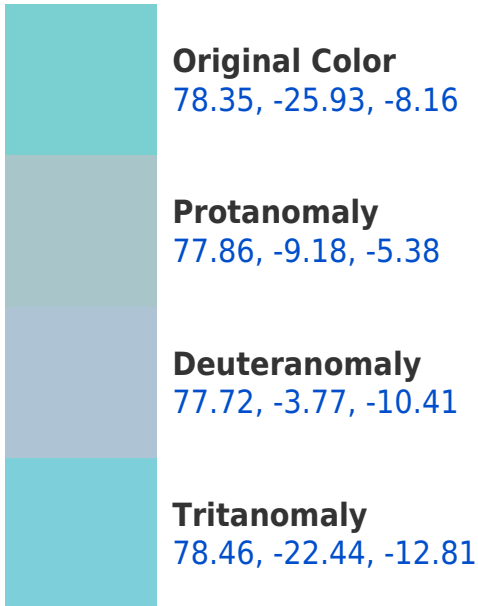 Original Color
78.35, -25.93, -8.16
Protanomaly
77.86, -9.18, -5.38
Deuteranomaly
77.72, -3.77, -10.41
Tritanomaly
78.46, -22.44, -12.81